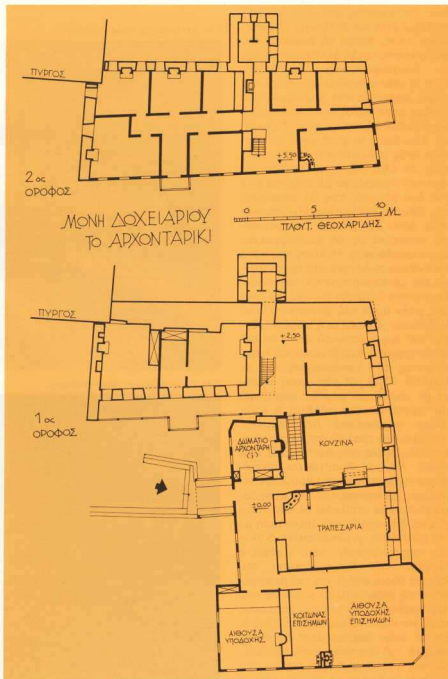 ΠΥΡΓΟΣ
+5.50
2ος
ΟΡΟΦΟΣ
ΜΟΝΗ ΔΟΧΕΙΑΡΙΟΥ
ΤΟ ΑΡΧΟΝΤΑΡΙΚΙ
0 5 10 Μ
ΠΛΟΥΤ. ΘΕΟΧΑΡΙΔΗΣ
ΠΥΡΓΟΣ
+2,50
1ος
ΟΡΟΦΟΣ
ΔΩΜΑΤΙΟ
ΑΡΧΟΝΤΑΡΗ
(;)
ΚΟΥΖΙΝΑ
±0,00
ΤΡΑΠΕΖΑΡΙΑ
ΑΙΘΟΥΣΑ
ΥΠΟΔΟΧΗΣ
ΚΟΙΤΩΝΑΣ
ΕΠΙΣΗΜΩΝ
ΑΙΘΟΥΣΑ
ΥΠΟΔΟΧΗΣ
ΕΠΙΣΗΜΩΝ